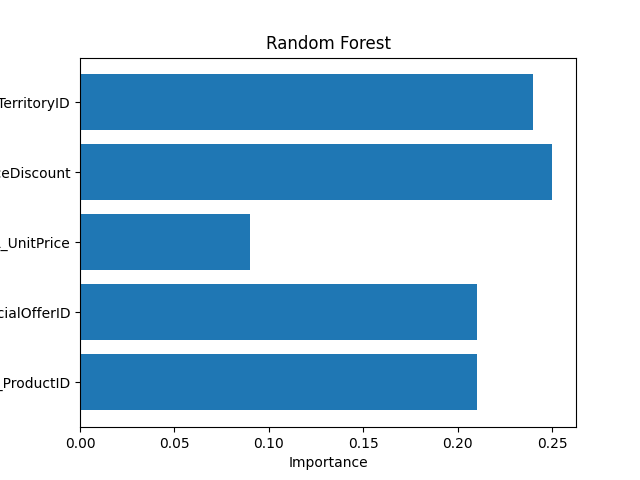 Random Forest
TerritoryID
ceDiscount
_UnitPrice
cialOfferID
_ProductID
0.00 0.05 0.10 0.15 0.20 0.25
Importance